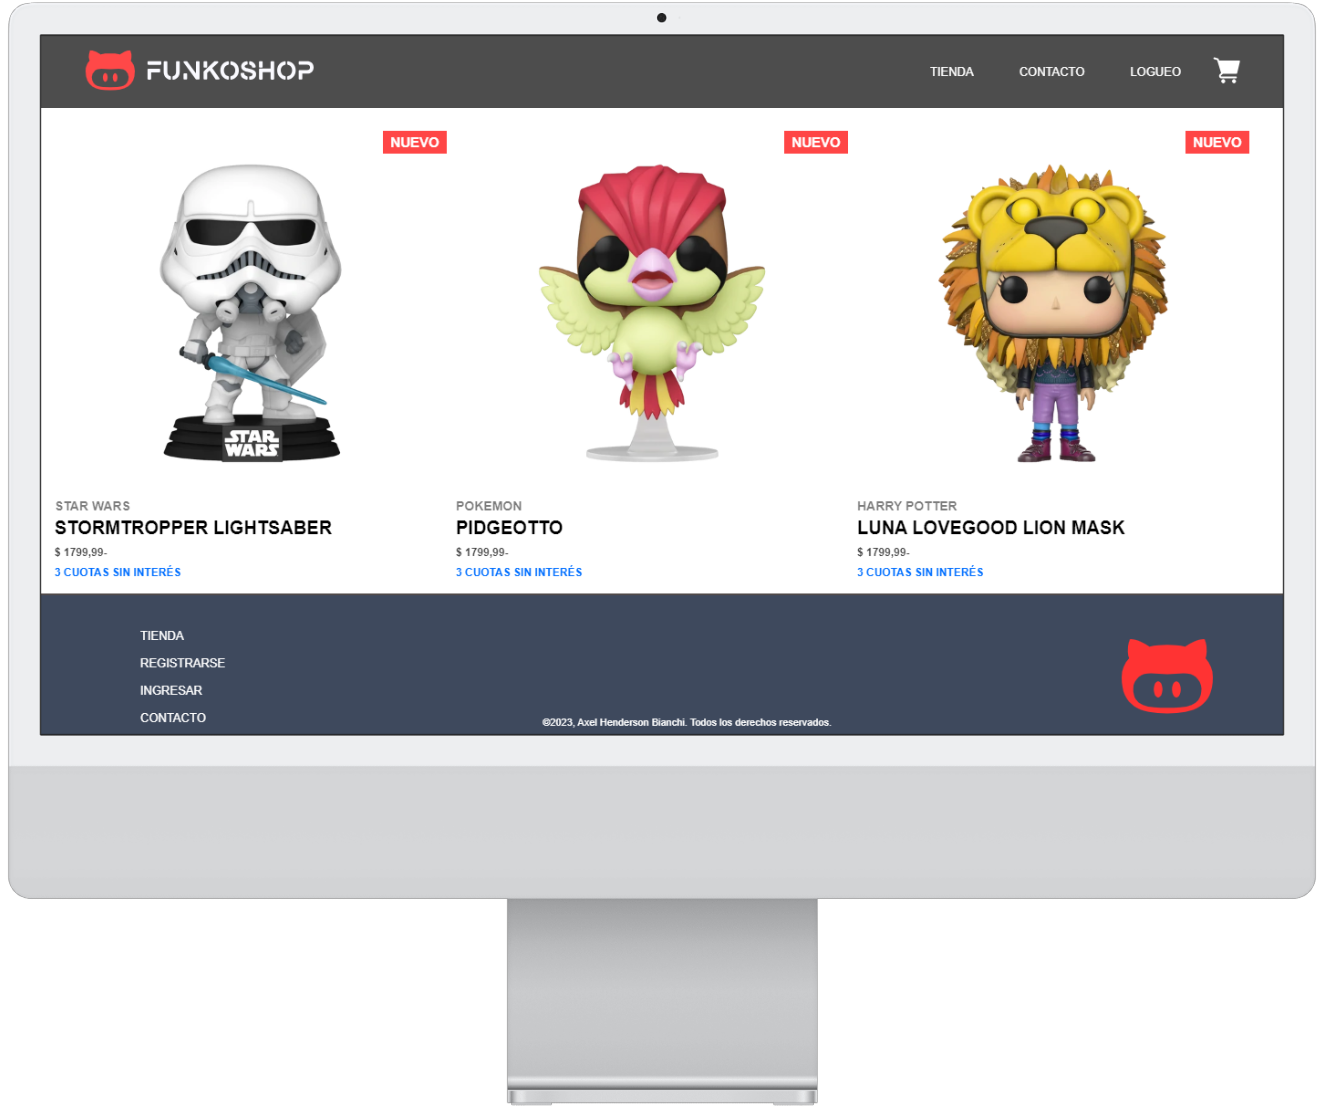 FUNKOSHOP
TIENDA
CONTACTO
LOGUEO
NUEVO
NUEVO
NUEVO
STAR
WARS
STAR WARS
STORMTROPPER LIGHTSABER
$ 1799,99-
3 CUOTAS SIN INTERÉS
POKEMON
PIDGEOTTO
$ 1799,99-
3 CUOTAS SIN INTERÉS
HARRY POTTER
LUNA LOVEGOOD LION MASK
$ 1799,99-
3 CUOTAS SIN INTERÉS
TIENDA
REGISTRARSE
INGRESAR
CONTACTO
©2023, Axel Henderson Bianchi. Todos los derechos reservados.